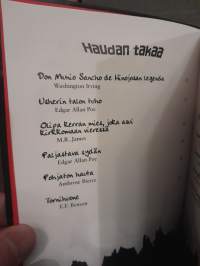 Haudan takaa
Don Munio Sancho de Hinojosan legenda
Washington Irving
Usherin talon tuho
Edgar Allan Poe
Olipa kerran mies, joka asui
kirkkomaan vieressä
M.R. James
Paljastava sydän
Edgar Allan Poe
Pohjaton hauta
Ambrose Bierce
Tornihuone
E.F. Benson